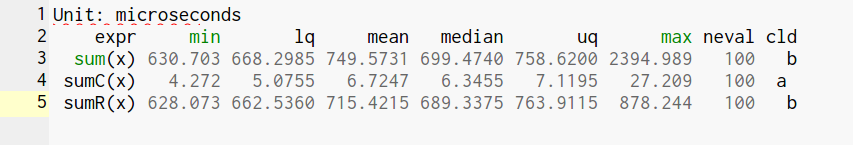 1 Unit: microseconds
2 expr min lq mean median uq max neval cld
3 sum(x) 630.703 668.2985 749.5731 699.4740 758.6200 2394.989 100 b
4 sumC(x) 4.272 5.0755 6.7247 6.3455 7.1195 27.209 100 a
5 sumR(x) 628.073 662.5360 715.4215 689.3375 763.9115 878.244 100 b